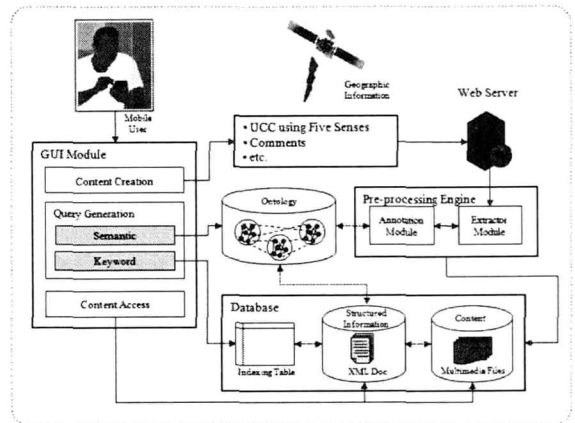 Mobile
User
Geographic
Information
Web Server
GUI Module
Content Creation
Query Generation
Semantic
Keyword
Content Access
• UCC using Five Senses
• Comments
• etc.
Ontology
Pre-processing Engine
Annotation
Module
Extractor
Module
Database
Indexing Table
Structured
Information
XML Doc
Content
Multimedia Files